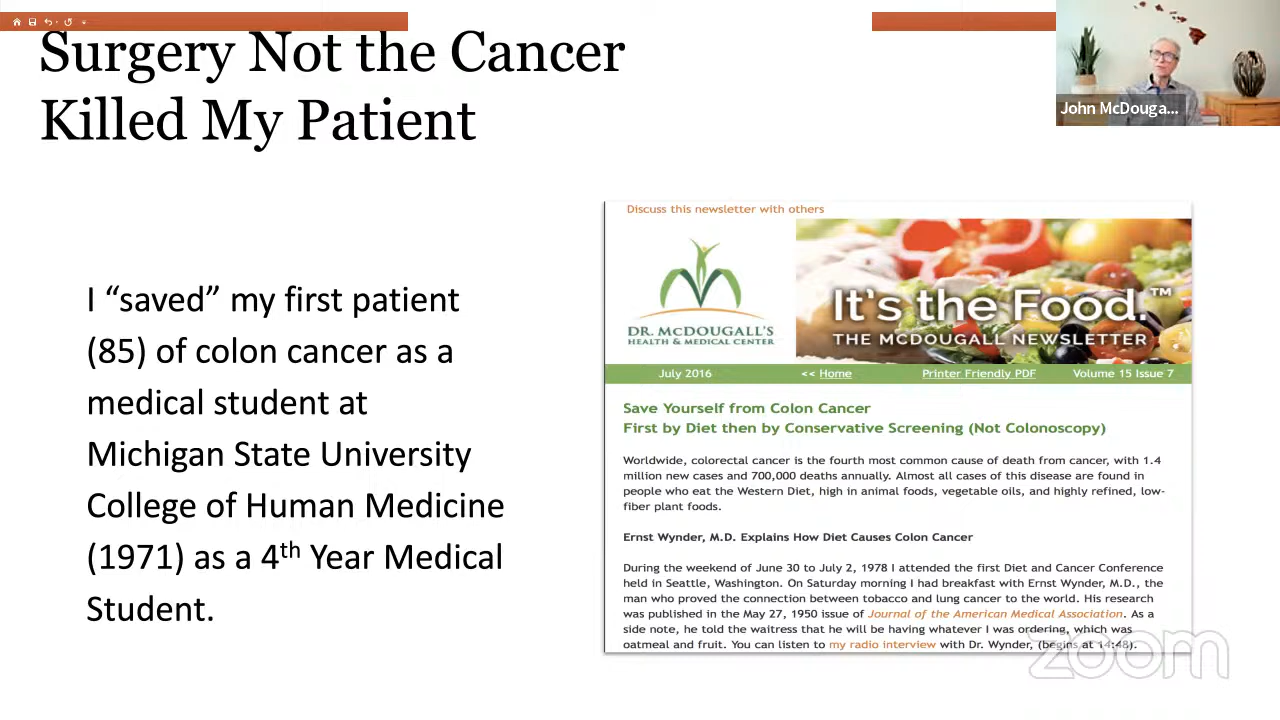 Surgery Not the Cancer
Killed My Patient
John McDouga...
I “saved” my first patient
(85) of colon cancer as a
medical student at
Michigan State University
College of Human Medicine
(1971) as a 4th Year Medical
Student.
Discuss this newsletter with others
DR. McDOUGALL'S
HEALTH & MEDICAL CENTER
It's the Food.™
THE MCDOUGALL NEWSLETTER
July 2016 << Home Printer Friendly PDF Volume 15 Issue 7
Save Yourself from Colon Cancer
First by Diet then by Conservative Screening (Not Colonoscopy)
Worldwide, colorectal cancer is the fourth most common cause of death from cancer, with 1.4
million new cases and 700,000 deaths annually. Almost all cases of this disease are found in
people who eat the Western Diet, high in animal foods, vegetable oils, and highly refined, low-
fiber plant foods.
Ernst Wynder, M.D. Explains How Diet Causes Colon Cancer
During the weekend of June 30 to July 2, 1978 I attended the first Diet and Cancer Conference
held in Seattle, Washington. On Saturday morning I had breakfast with Ernst Wynder, M.D., the
man who proved the connection between tobacco and lung cancer to the world. His research
was published in the May 27, 1950 issue of Journal of the American Medical Association. As a
side note, he told the waitress that he will be having whatever I was ordering, which was
oatmeal and fruit. You can listen to my radio interview with Dr. Wynder, (begins at 14:48).
zoom